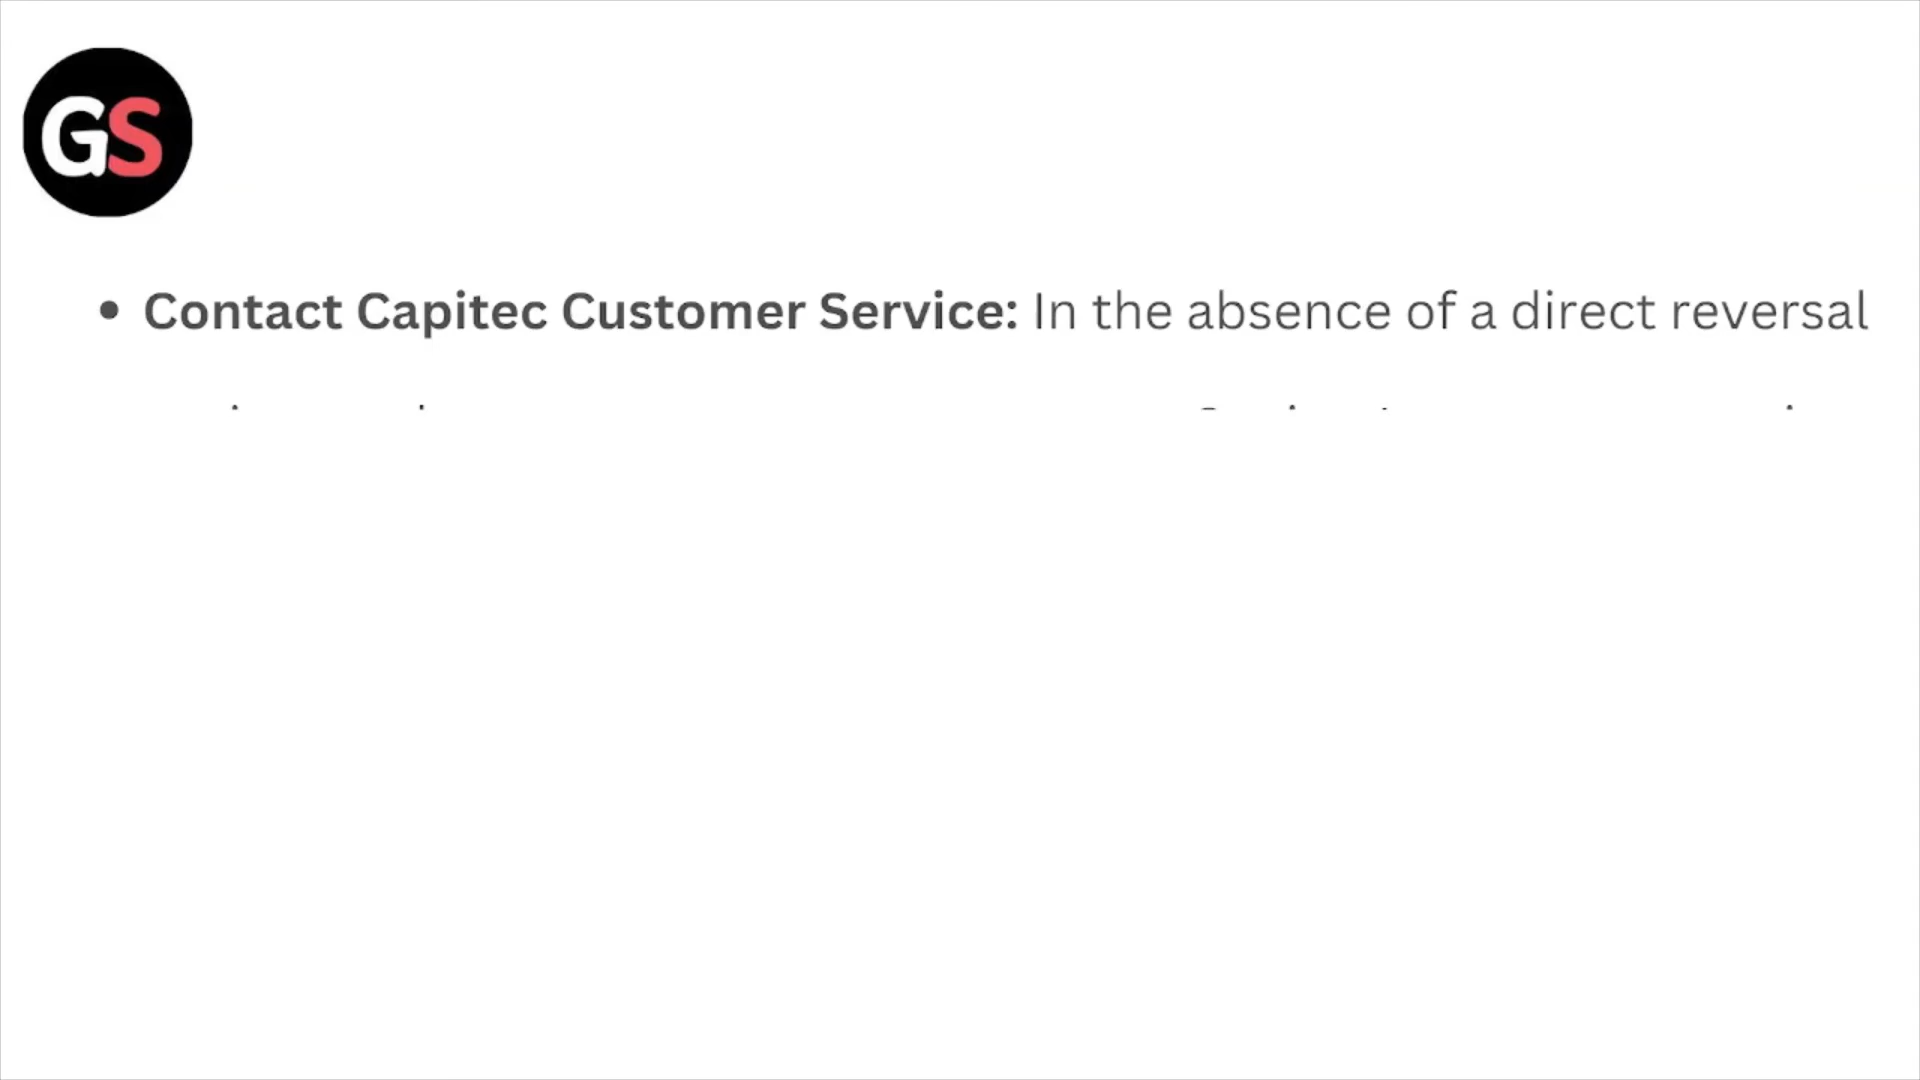 GS
• Contact Capitec Customer Service: In the absence of a direct reversal